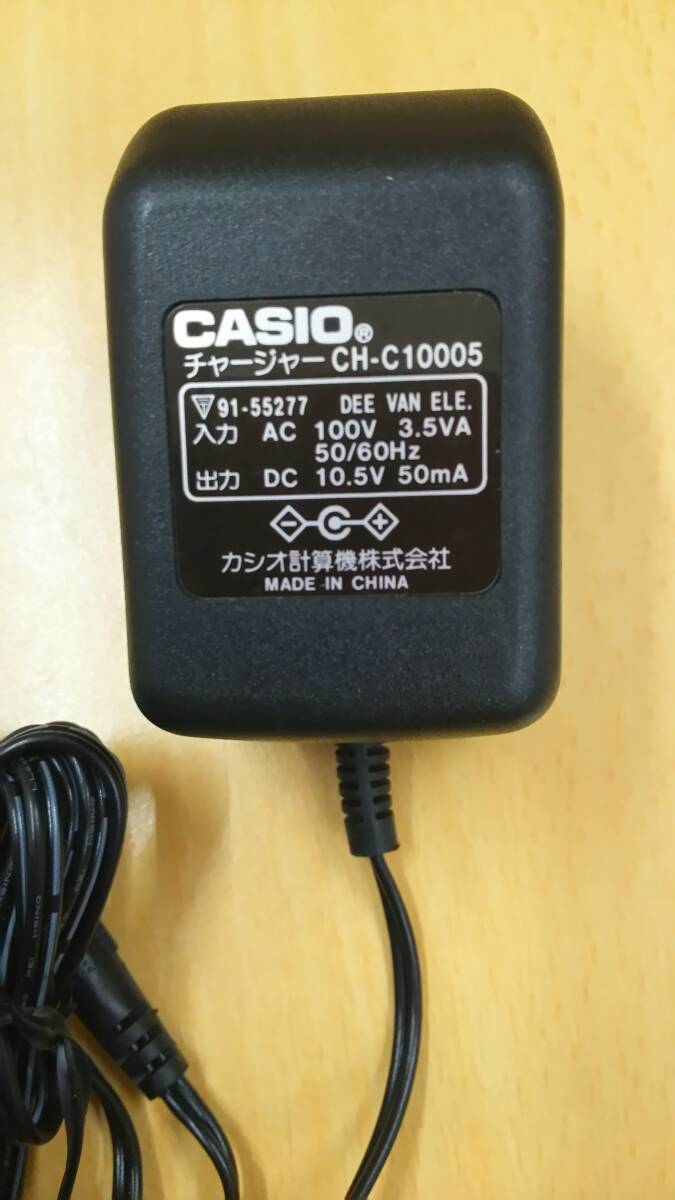 CASIO®
チャージャー CH-C10005
91-55277 DEE VAN ELE.
入力 AC 100V 3.5VA
50/60Hz
出力 DC 10.5V 50mA
カシオ計算機株式会社
MADE IN CHINA